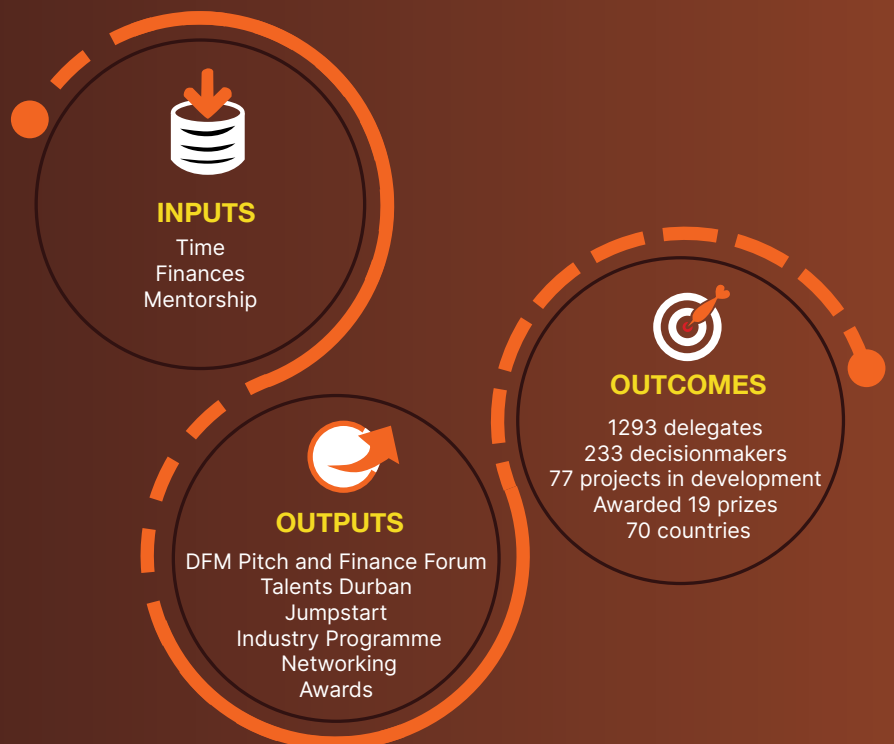 INPUTS
Time
Finances
Mentorship
OUTPUTS
DFM Pitch and Finance Forum
Talents Durban
Jumpstart
Industry Programme
Networking
Awards
OUTCOMES
1293 delegates
233 decisionmakers
77 projects in development
Awarded 19 prizes
70 countries